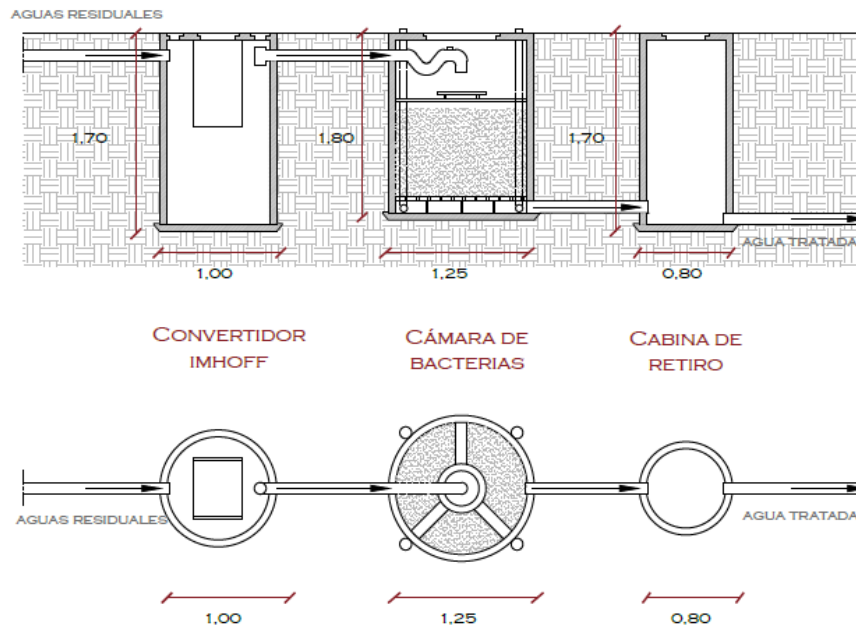 AGUAS RESIDUALES
1,70
1,80
1,70
AGUA TRATADA
1,00
1,25
0,80
CONVERTIDOR
IMHOFF
CÁMARA DE
BACTERIAS
CABINA DE
RETIRO
AGUAS RESIDUALES
AGUA TRATADA
1,00
1,25
0,80